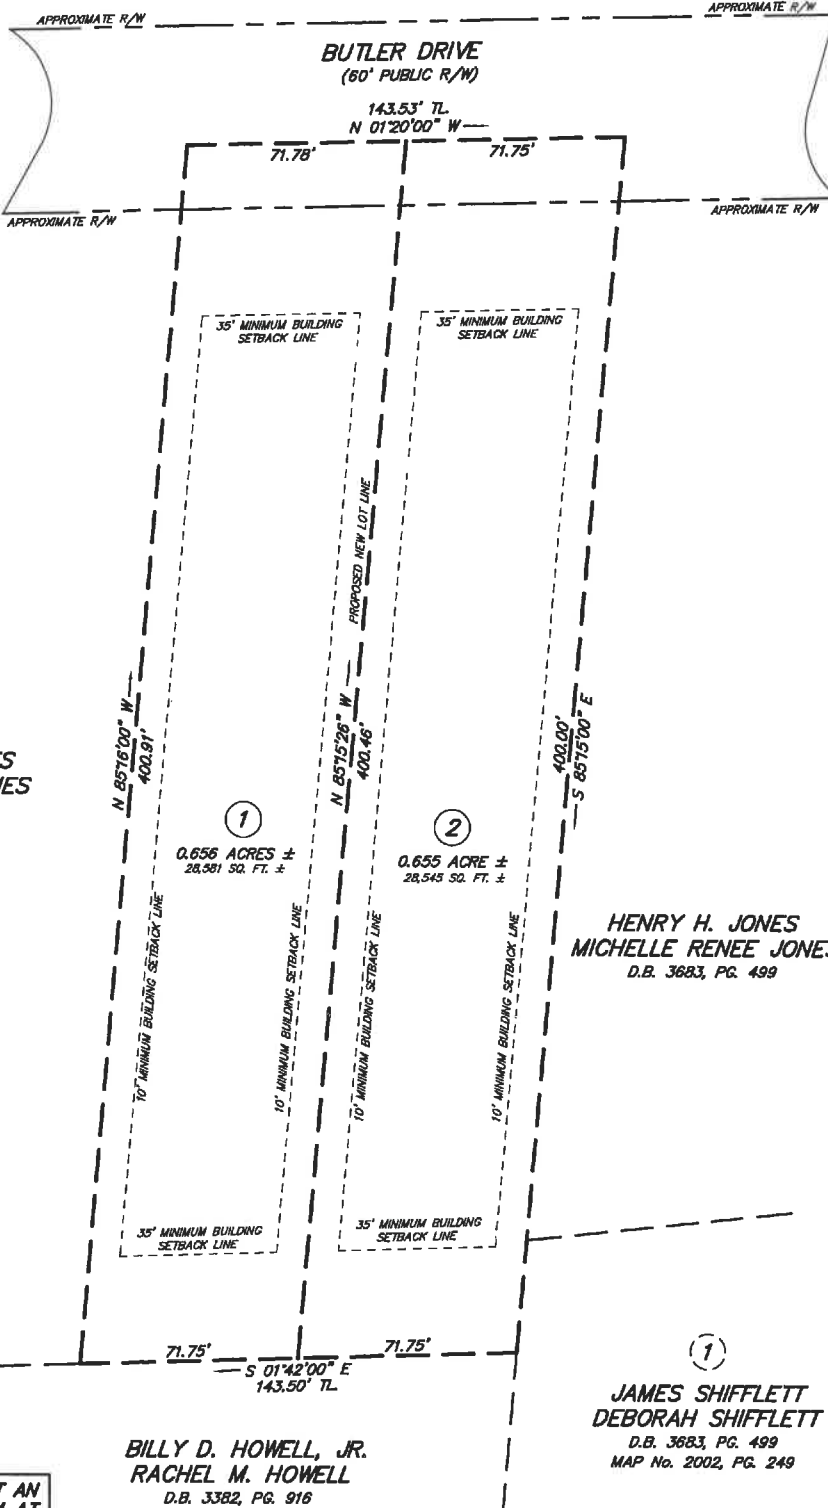 APPROXIMATE R/W
APPROXIMATE R/W
BUTLER DRIVE
(60' PUBLIC R/W)
143.53' TL.
N 01°20'00" W
71.78'
71.75'
APPROXIMATE R/W
APPROXIMATE R/W
35' MINIMUM BUILDING
SETBACK LINE
35' MINIMUM BUILDING
SETBACK LINE
PROPOSED NEW LOT LINE
N 85°16'00" W
400.91'
N 85°15'26" W
400.46'
400.00'
S 85°15'00" E
1
0.656 ACRES ±
28,581 SQ. FT. ±
2
0.655 ACRE ±
28,545 SQ. FT. ±
10' MINIMUM BUILDING SETBACK LINE
10' MINIMUM BUILDING SETBACK LINE
10' MINIMUM BUILDING SETBACK LINE
10' MINIMUM BUILDING SETBACK LINE
HENRY H. JONES
MICHELLE RENEE JONES
D.B. 3683, PG. 499
35' MINIMUM BUILDING
SETBACK LINE
35' MINIMUM BUILDING
SETBACK LINE
71.75'
71.75'
S 01°42'00" E
143.50' TL.
1
JAMES SHIFFLETT
DEBORAH SHIFFLETT
D.B. 3683, PG. 499
MAP No. 2002, PG. 249
BILLY D. HOWELL, JR.
RACHEL M. HOWELL
D.B. 3382, PG. 916
AN
AT